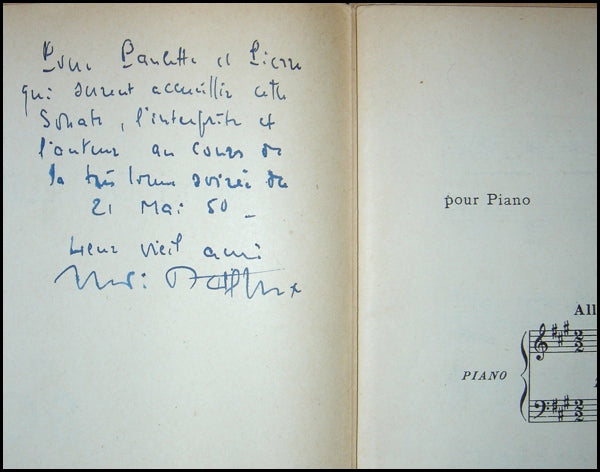 Pour Paulette et Pierre
qui surent accueillir cette
Sonate, l'interprète et
l'auteur au cours de
la très bonne soirée du
21 Mai 50 _
Leur vieil ami
pour Piano
All
PIANO